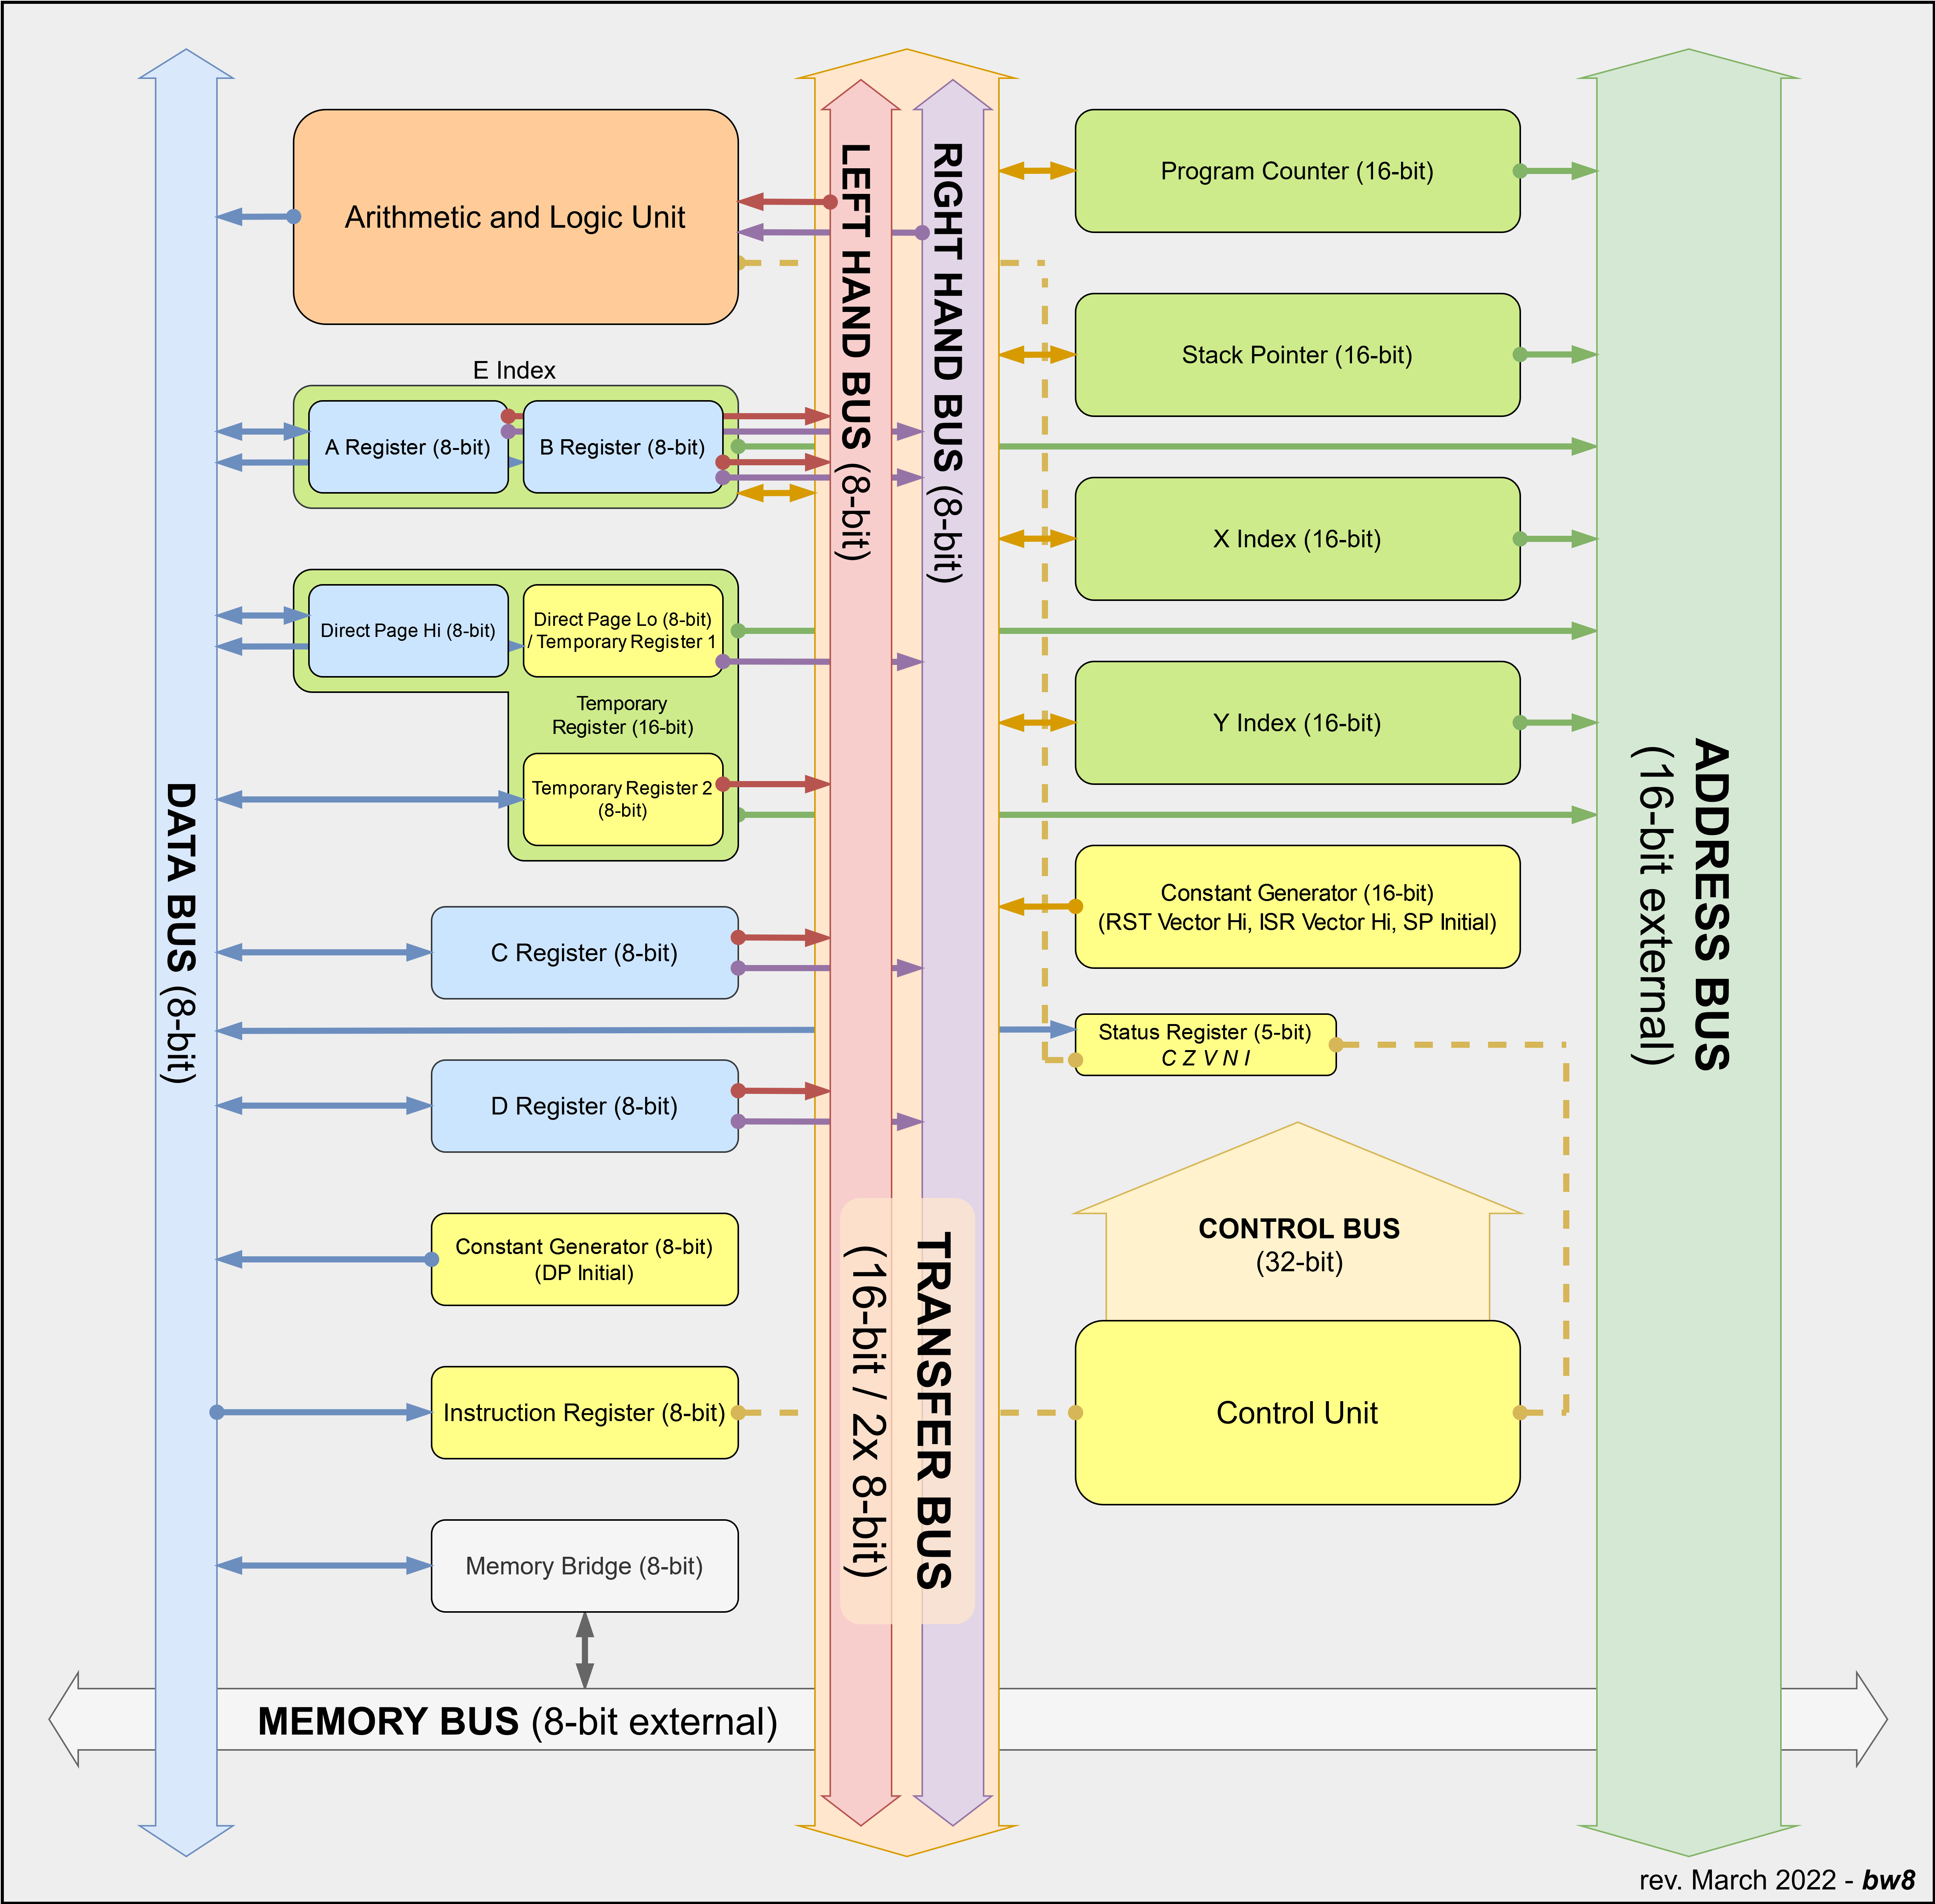 Arithmetic and Logic Unit
E Index
A Register (8-bit)
B Register (8-bit)
Direct Page Hi (8-bit)
Direct Page Lo (8-bit)
/ Temporary Register 1
Temporary
Register (16-bit)
Temporary Register 2
(8-bit)
C Register (8-bit)
D Register (8-bit)
Constant Generator (8-bit)
(DP Initial)
Instruction Register (8-bit)
Memory Bridge (8-bit)
DATA BUS (8-bit)
LEFT HAND BUS (8-bit)
RIGHT HAND BUS (8-bit)
TRANSFER BUS
(16-bit / 2x 8-bit)
Program Counter (16-bit)
Stack Pointer (16-bit)
X Index (16-bit)
Y Index (16-bit)
Constant Generator (16-bit)
(RST Vector Hi, ISR Vector Hi, SP Initial)
Status Register (5-bit)
C Z V N I
CONTROL BUS
(32-bit)
Control Unit
ADDRESS BUS
(16-bit external)
MEMORY BUS (8-bit external)
rev. March 2022 - bw8